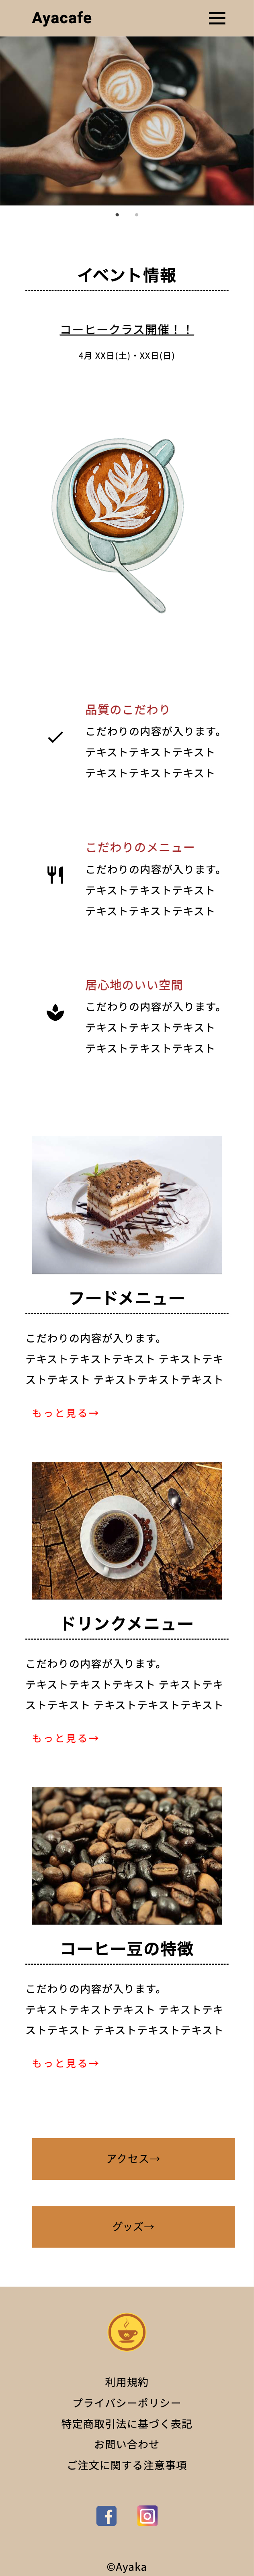 Ayacafe
イベント情報
コーヒークラス開催！！
4月 XX日(土)・XX日(日)
品質のこだわり
こだわりの内容が入ります。
テキストテキストテキスト
テキストテキストテキスト
こだわりのメニュー
こだわりの内容が入ります。
テキストテキストテキスト
テキストテキストテキスト
居心地のいい空間
こだわりの内容が入ります。
テキストテキストテキスト
テキストテキストテキスト
フードメニュー
こだわりの内容が入ります。
テキストテキストテキスト テキストテキ
ストテキスト テキストテキストテキスト
もっと見る→
ドリンクメニュー
こだわりの内容が入ります。
テキストテキストテキスト テキストテキ
ストテキスト テキストテキストテキスト
もっと見る→
コーヒー豆の特徴
こだわりの内容が入ります。
テキストテキストテキスト テキストテキ
ストテキスト テキストテキストテキスト
もっと見る→
アクセス→
グッズ→
利用規約
プライバシーポリシー
特定商取引法に基づく表記
お問い合わせ
ご注文に関する注意事項
©Ayaka